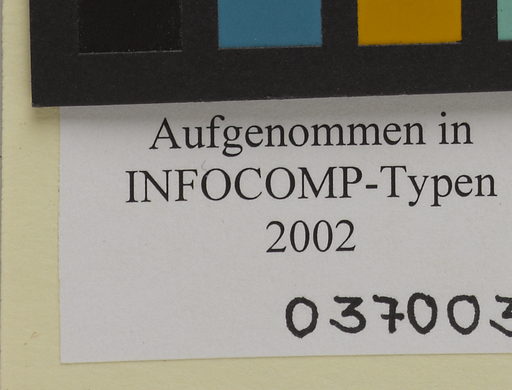 Aufgenommen in
INFOCOMP-Typen
2002
037003